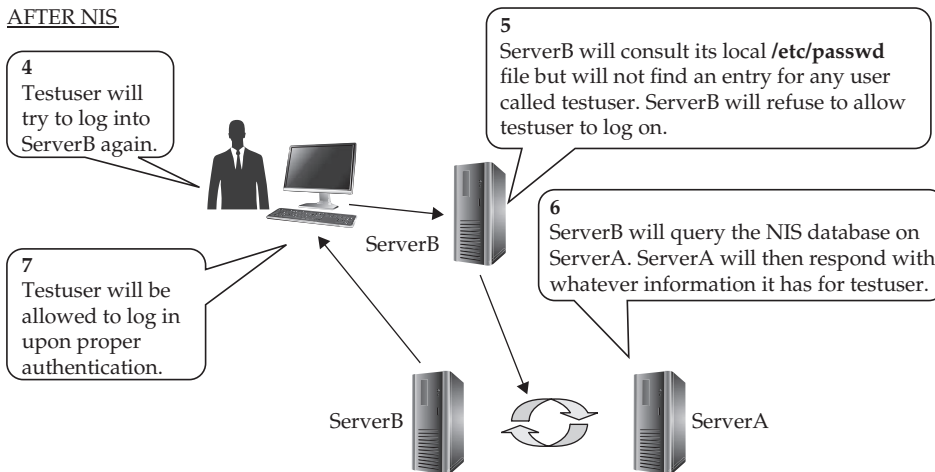 AFTER NIS
4
Testuser will
try to log into
ServerB again.
5
ServerB will consult its local /etc/passwd
file but will not find an entry for any user
called testuser. ServerB will refuse to allow
testuser to log on.
ServerB
6
ServerB will query the NIS database on
ServerA. ServerA will then respond with
whatever information it has for testuser.
7
Testuser will be
allowed to log in
upon proper
authentication.
ServerB
ServerA